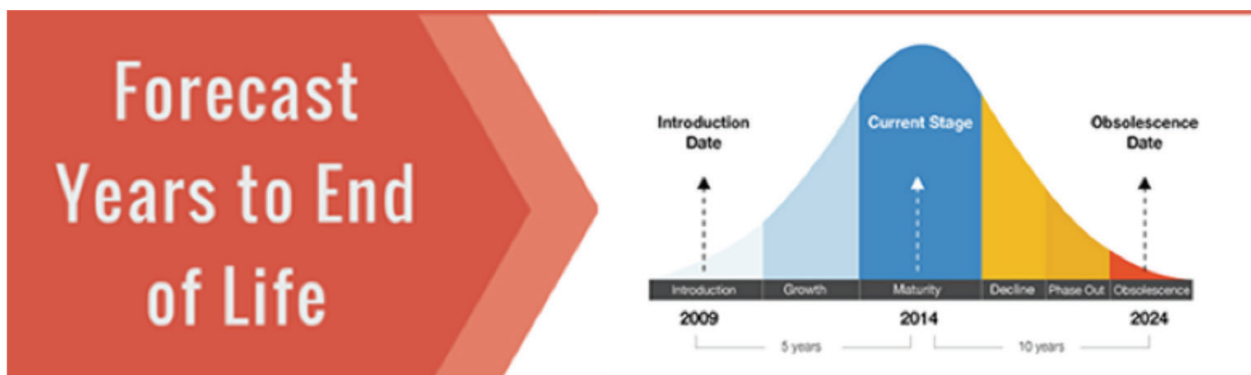 Forecast
Years to End
of Life
Introduction
Date
Current Stage
Obsolescence
Date
Introduction
Growth
Maturity
Decline
Phase Out
Obsolescence
2009
2014
2024
5 years
10 years